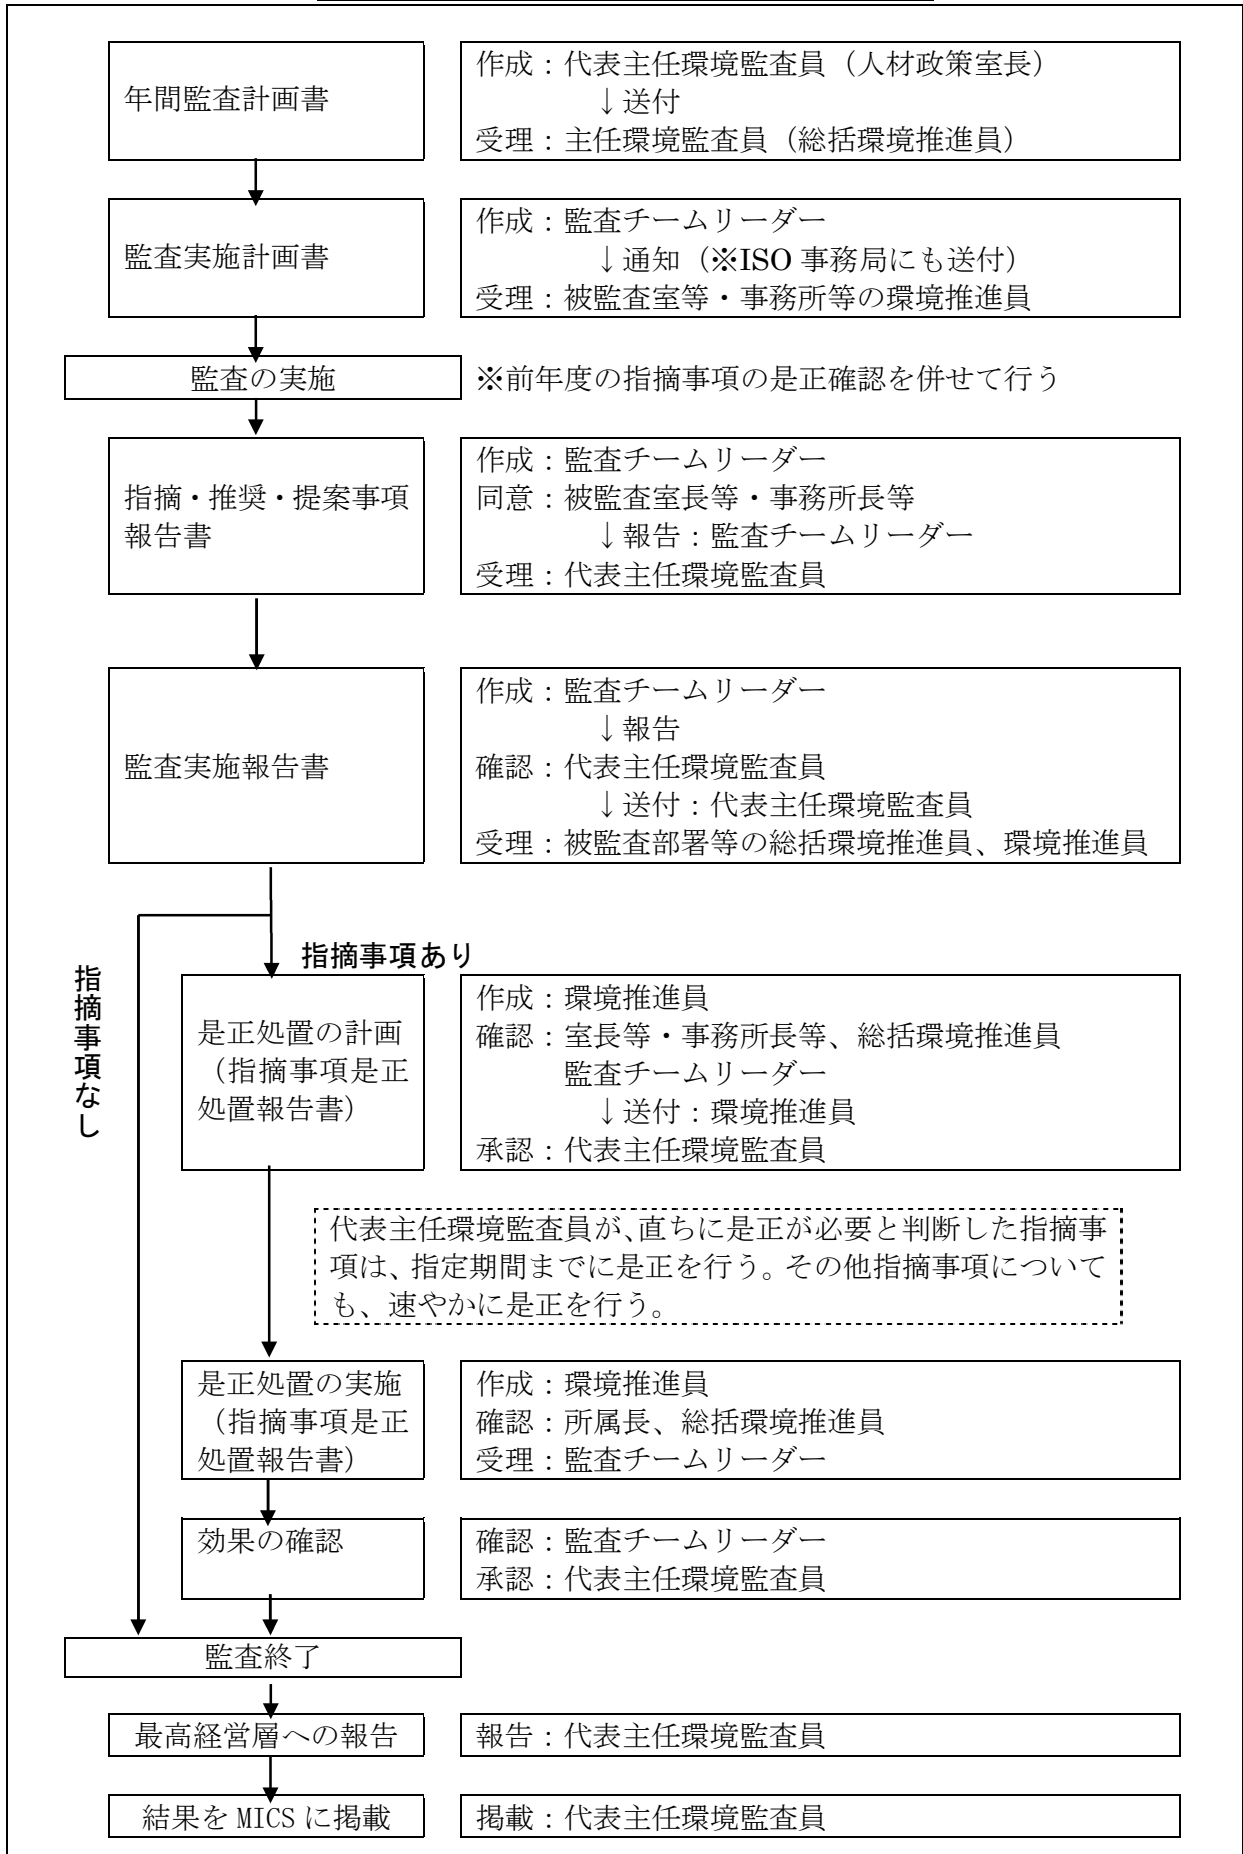 年間監査計画書
作成：代表主任環境監査員（人材政策室長）
↓送付
受理：主任環境監査員（総括環境推進員）
監査実施計画書
作成：監査チームリーダー
↓通知（※ISO 事務局にも送付）
受理：被監査室等・事務所等の環境推進員
監査の実施
※前年度の指摘事項の是正確認を併せて行う
指摘・推奨・提案事項
報告書
作成：監査チームリーダー
同意：被監査室長等・事務所長等
↓報告：監査チームリーダー
受理：代表主任環境監査員
監査実施報告書
作成：監査チームリーダー
↓報告
確認：代表主任環境監査員
↓送付：代表主任環境監査員
受理：被監査部署等の総括環境推進員、環境推進員
指摘事項なし
指摘事項あり
是正処置の計画
（指摘事項是正
処置報告書）
作成：環境推進員
確認：室長等・事務所長等、総括環境推進員
監査チームリーダー
↓送付：環境推進員
承認：代表主任環境監査員
代表主任環境監査員が、直ちに是正が必要と判断した指摘事
項は、指定期間までに是正を行う。その他指摘事項について
も、速やかに是正を行う。
是正処置の実施
（指摘事項是正
処置報告書）
作成：環境推進員
確認：所属長、総括環境推進員
受理：監査チームリーダー
効果の確認
確認：監査チームリーダー
承認：代表主任環境監査員
監査終了
最高経営層への報告
報告：代表主任環境監査員
結果を MICS に掲載
掲載：代表主任環境監査員